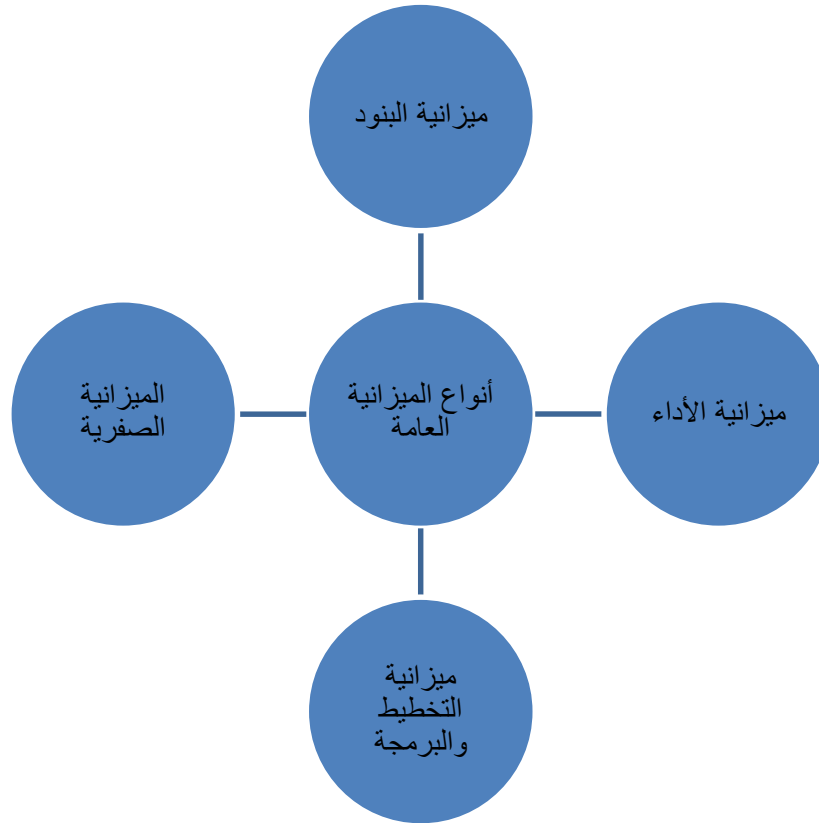 ميزانية البنود
أنواع الميزانية
العامة
ميزانية الأداء
ميزانية
التخطيط
والبرمجة
الميزانية
الصفرية